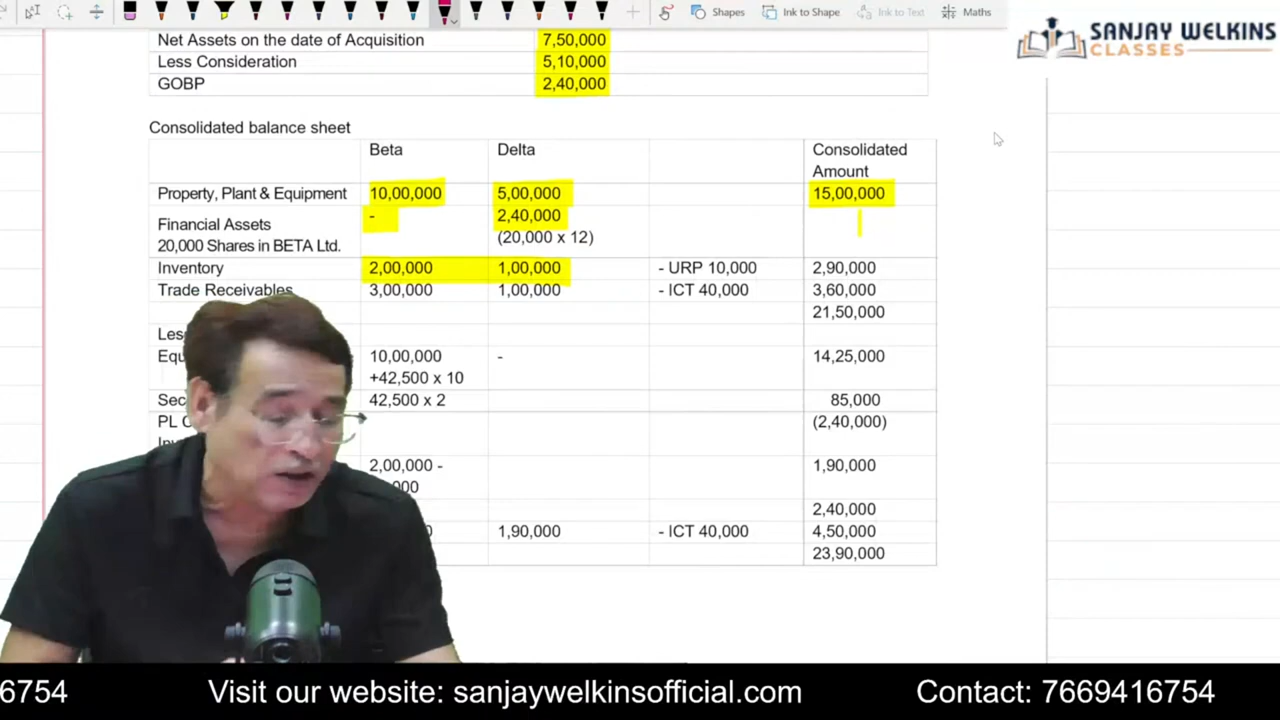 Shapes Ink to Shape Ink to Text Maths
SANJAY WELKINS
CLASSES
Net Assets on the date of Acquisition 7,50,000
Less Consideration 5,10,000
GOBP 2,40,000
Consolidated balance sheet
Beta Delta Consolidated
Amount
Property, Plant & Equipment 10,00,000 5,00,000 15,00,000
Financial Assets - 2,40,000
20,000 Shares in BETA Ltd. (20,000 x 12)
Inventory 2,00,000 1,00,000 - URP 10,000 2,90,000
Trade Receivables 3,00,000 1,00,000 - ICT 40,000 3,60,000
21,50,000
Les
Equ 10,00,000 - 14,25,000
+42,500 x 10
Sec 42,500 x 2 85,000
PL C (2,40,000)
2,00,000 - 1,90,000
,000
2,40,000
0 1,90,000 - ICT 40,000 4,50,000
23,90,000
6754 Visit our website: sanjaywelkinsofficial.com Contact: 7669416754